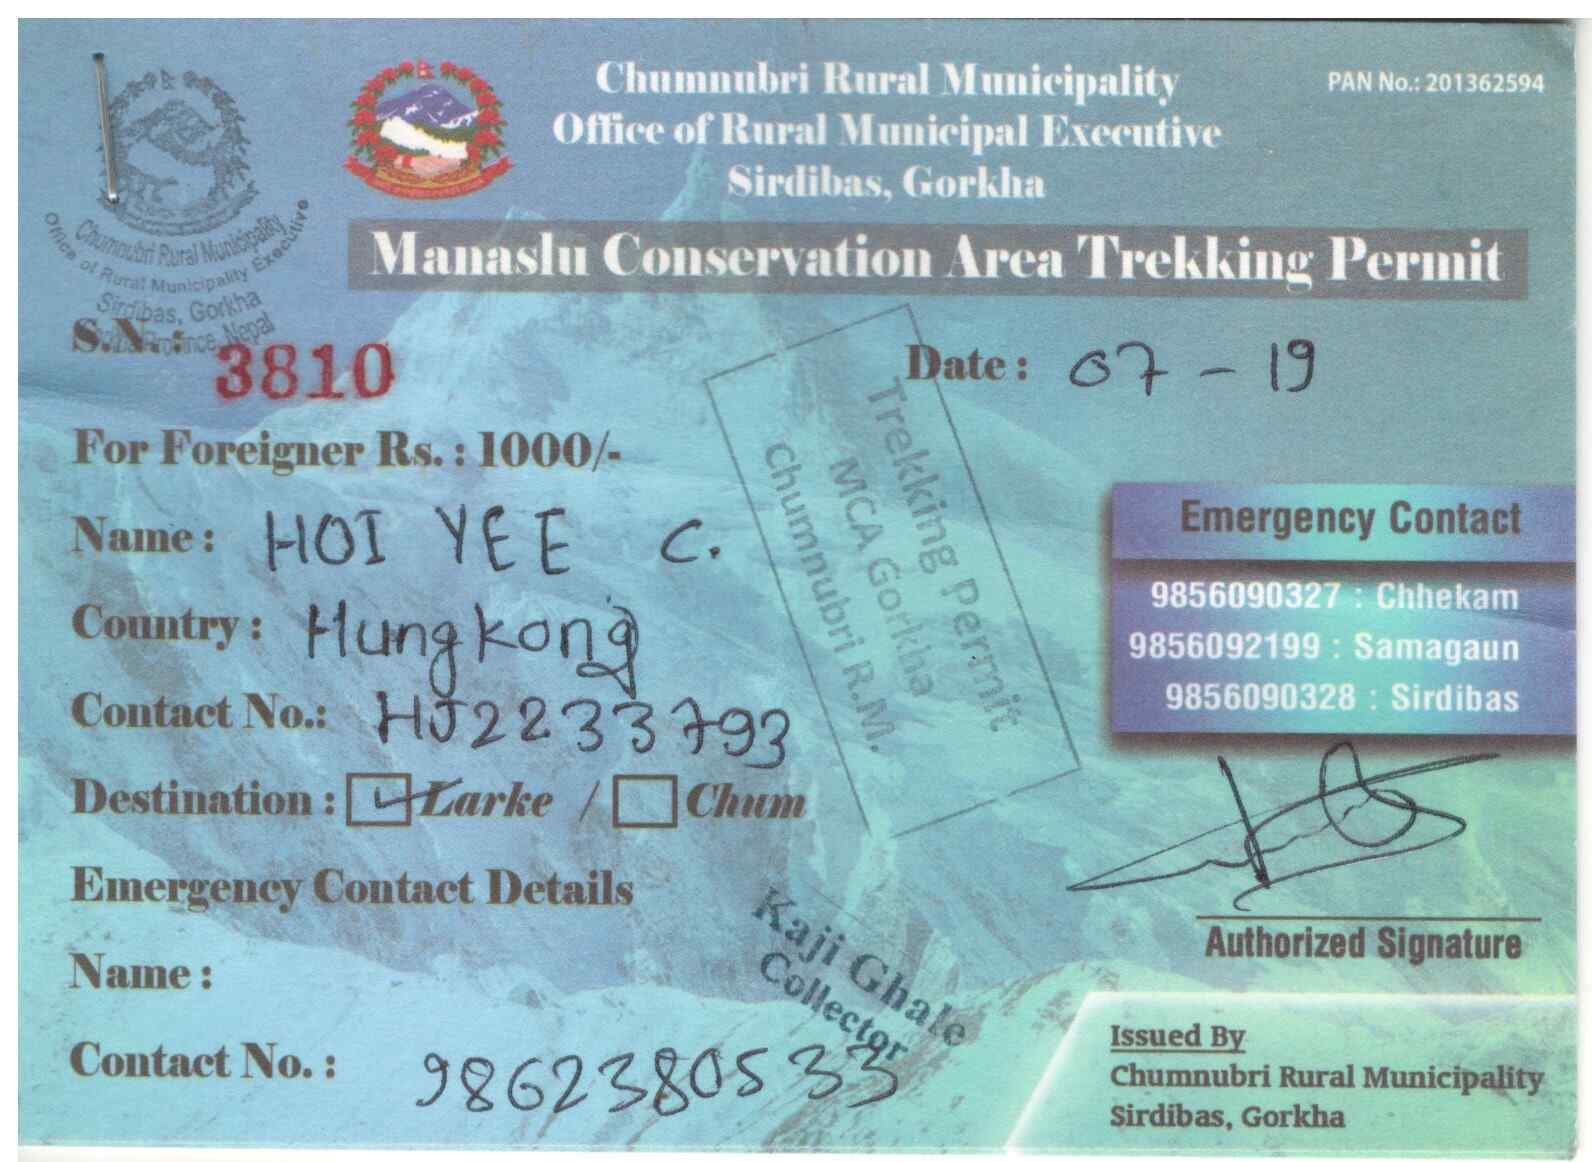 Chumnubri Rural Municipality
PAN No.: 201362594
Office of Rural Municipal Executive
Sirdibas, Gorkha
Manaslu Conservation Area Trekking Permit
Chumnubri Rural Municipality
Office of Rural Municipality Executive
Sirdibas, Gorkha
Province, Nepal
S.N. : 3810
Date : 07 - 19
For Foreigner Rs. : 1000/-
Name : HOI YEE C.
Country : Hungkong
Contact No.: HJ2233793
Destination : Larke / Chum
Emergency Contact Details
Name :
Contact No. : 9862380533
Trekking Permit
MCA Gorkha
Chumnubri R.M.
Kaji Ghale
Collector
Emergency Contact
9856090327 : Chhekam
9856092199 : Samagaun
9856090328 : Sirdibas
Authorized Signature
Issued By
Chumnubri Rural Municipality
Sirdibas, Gorkha